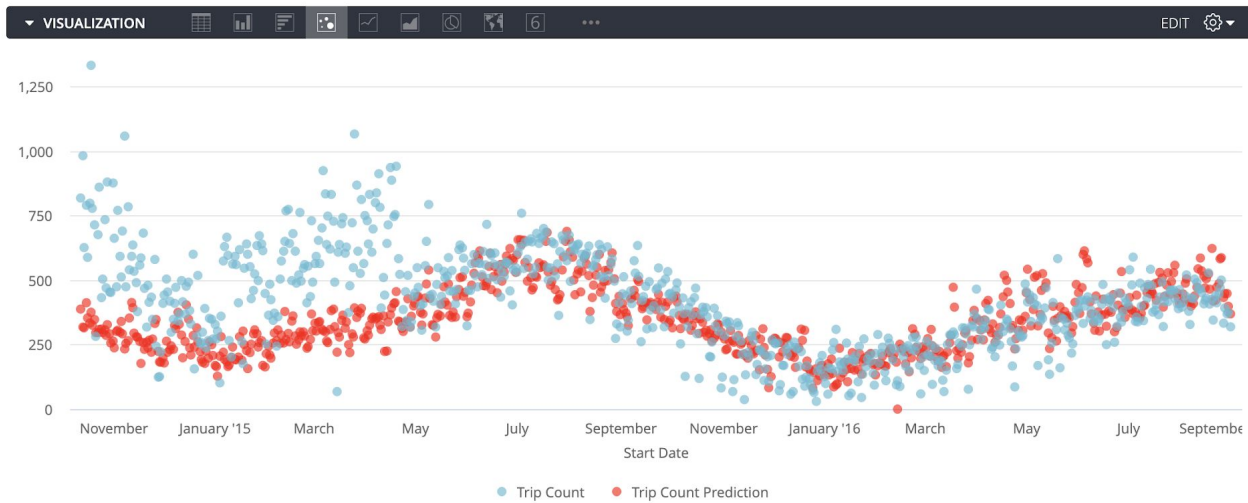 VISUALIZATION 6 EDIT
1,250
1,000
750
500
250
0
November January '15 March May July September November January '16 March May July Septembe
Start Date
Trip Count Trip Count Prediction